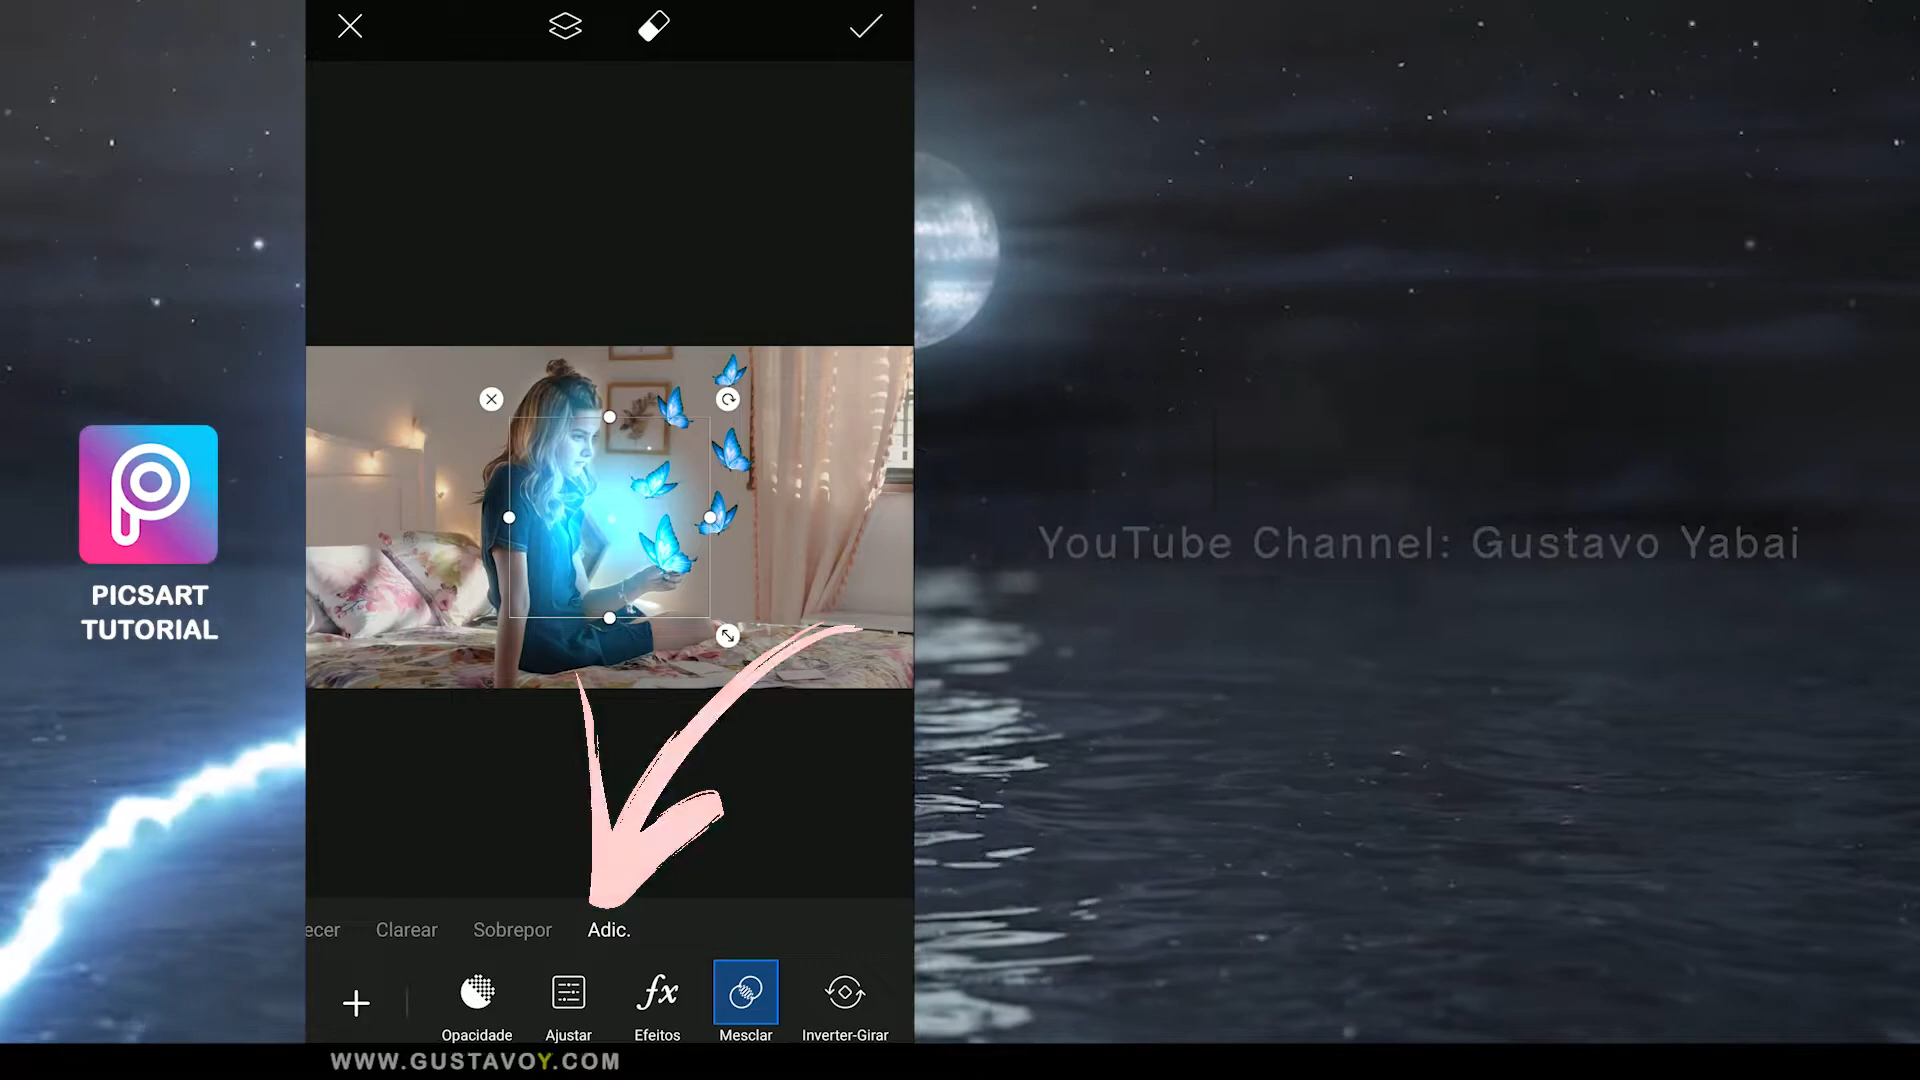 PICSART
TUTORIAL
YouTube Channel: Gustavo Yabai
ecer Clarear Sobrepor Adic.
Opacidade Ajustar Efeitos Mesclar Inverter-Girar
WWW.GUSTAVOY.COM